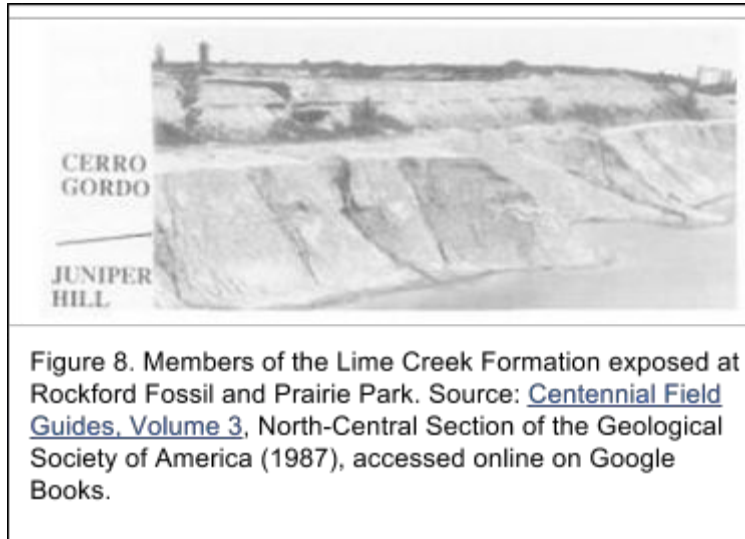 CERRO
GORDO
JUNIPER
HILL
Figure 8. Members of the Lime Creek Formation exposed at
Rockford Fossil and Prairie Park. Source: Centennial Field
Guides, Volume 3, North-Central Section of the Geological
Society of America (1987), accessed online on Google
Books.